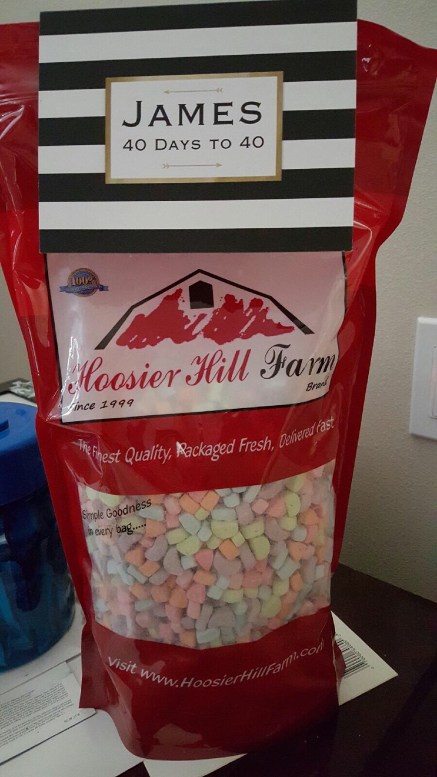 JAMES
40 DAYS TO 40
100%
Hoosier Hill Farm
Brand
Since 1999
The Finest Quality, Packaged Fresh, Delivered Fast
Simple Goodness
in every bag.....
Visit www.HoosierHillFarm.com